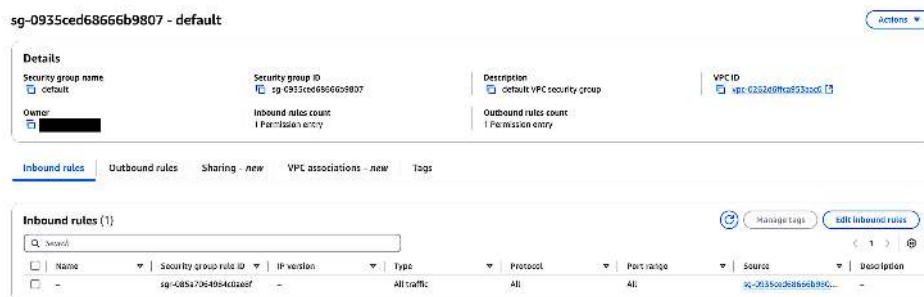 sg-0935ced68666b9807 - default
Actions
Details
Security group name
default
Security group ID
sg-0935ced68666b9807
Description
default VPC security group
VPC ID
Owner
Inbound rules count
1 Permission entry
Outbound rules count
1 Permission entry
Inbound rules
Outbound rules
Sharing - new
VPC associations - new
Tags
Inbound rules (1)
Manage tags
Edit inbound rules
Search
1
Name
Security group rule ID
IP version
Type
Protocol
Port range
Source
Description
-
-
All traffic
All
All
-